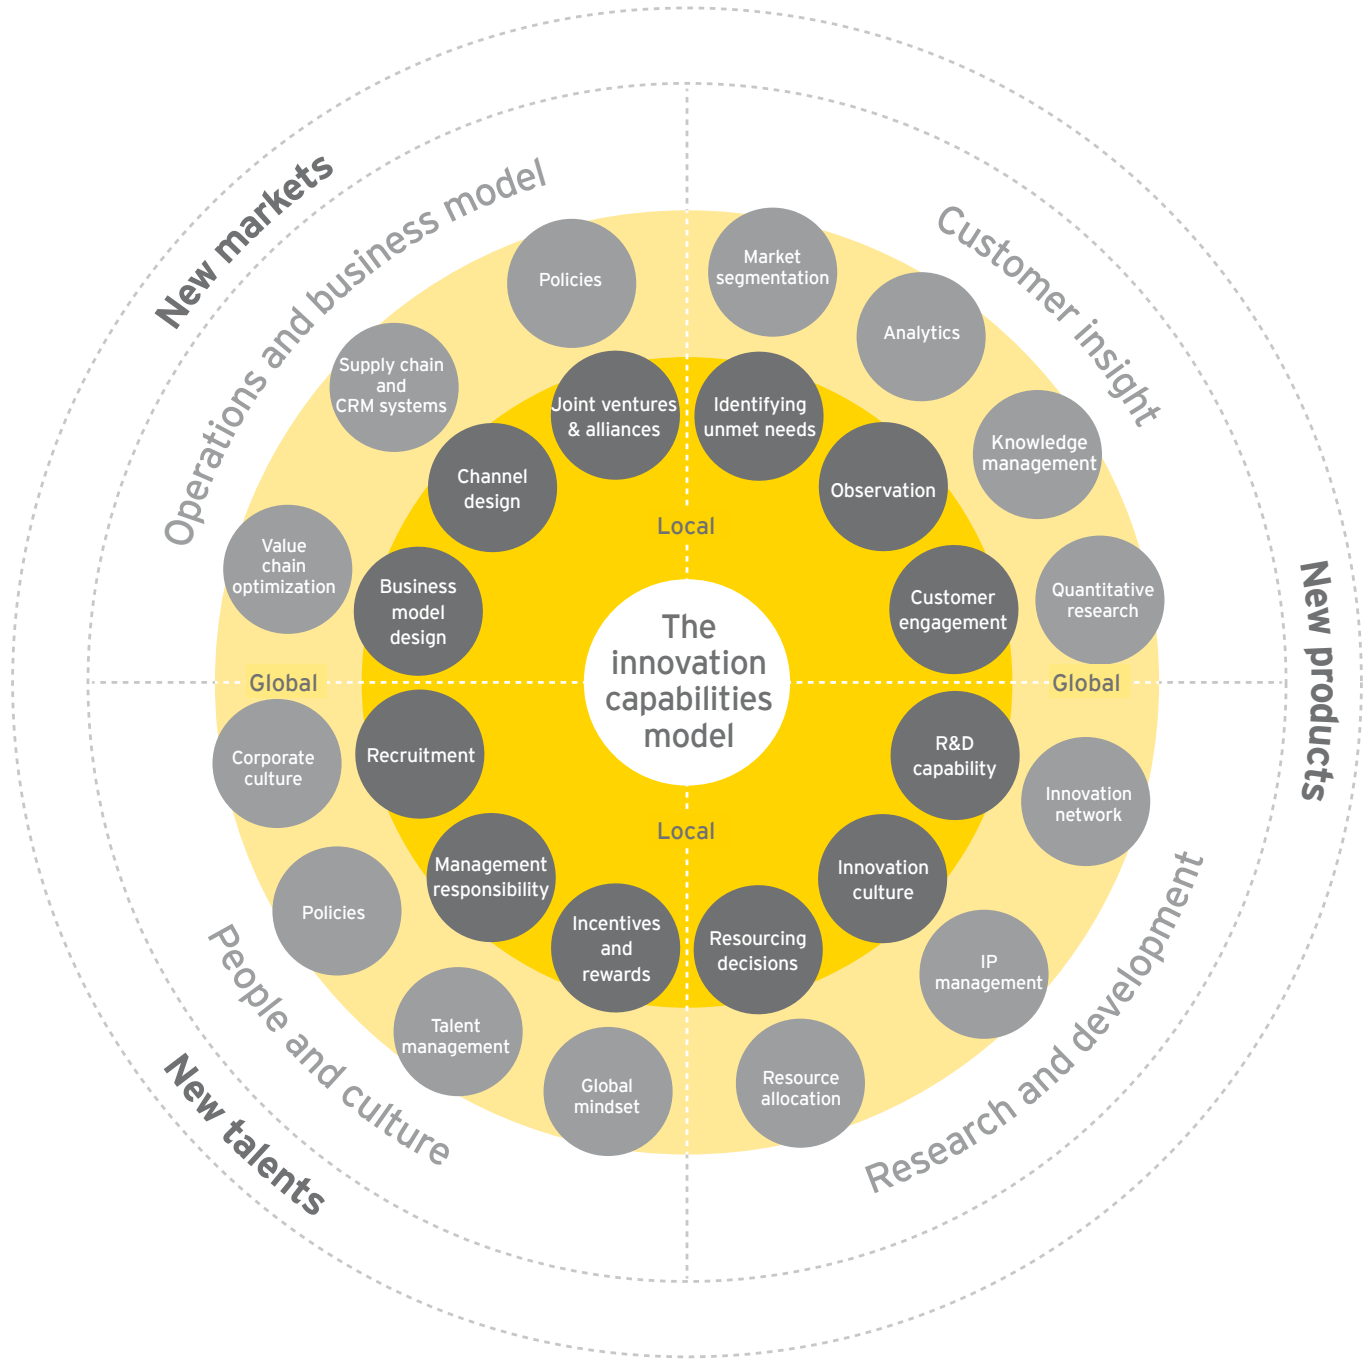 New markets
Operations and business model
Customer insight
New products
Research and development
People and culture
New talents
Policies
Supply chain
and
CRM systems
Value
chain
optimization
Joint ventures
& alliances
Channel
design
Business
model
design
Market
segmentation
Analytics
Knowledge
management
Quantitative
research
Identifying
unmet needs
Observation
Customer
engagement
Local
Global
The
innovation
capabilities
model
Global
Local
Recruitment
Management
responsibility
Incentives
and
rewards
Corporate
culture
Policies
Talent
management
Global
mindset
R&D
capability
Innovation
culture
Resourcing
decisions
Innovation
network
IP
management
Resource
allocation